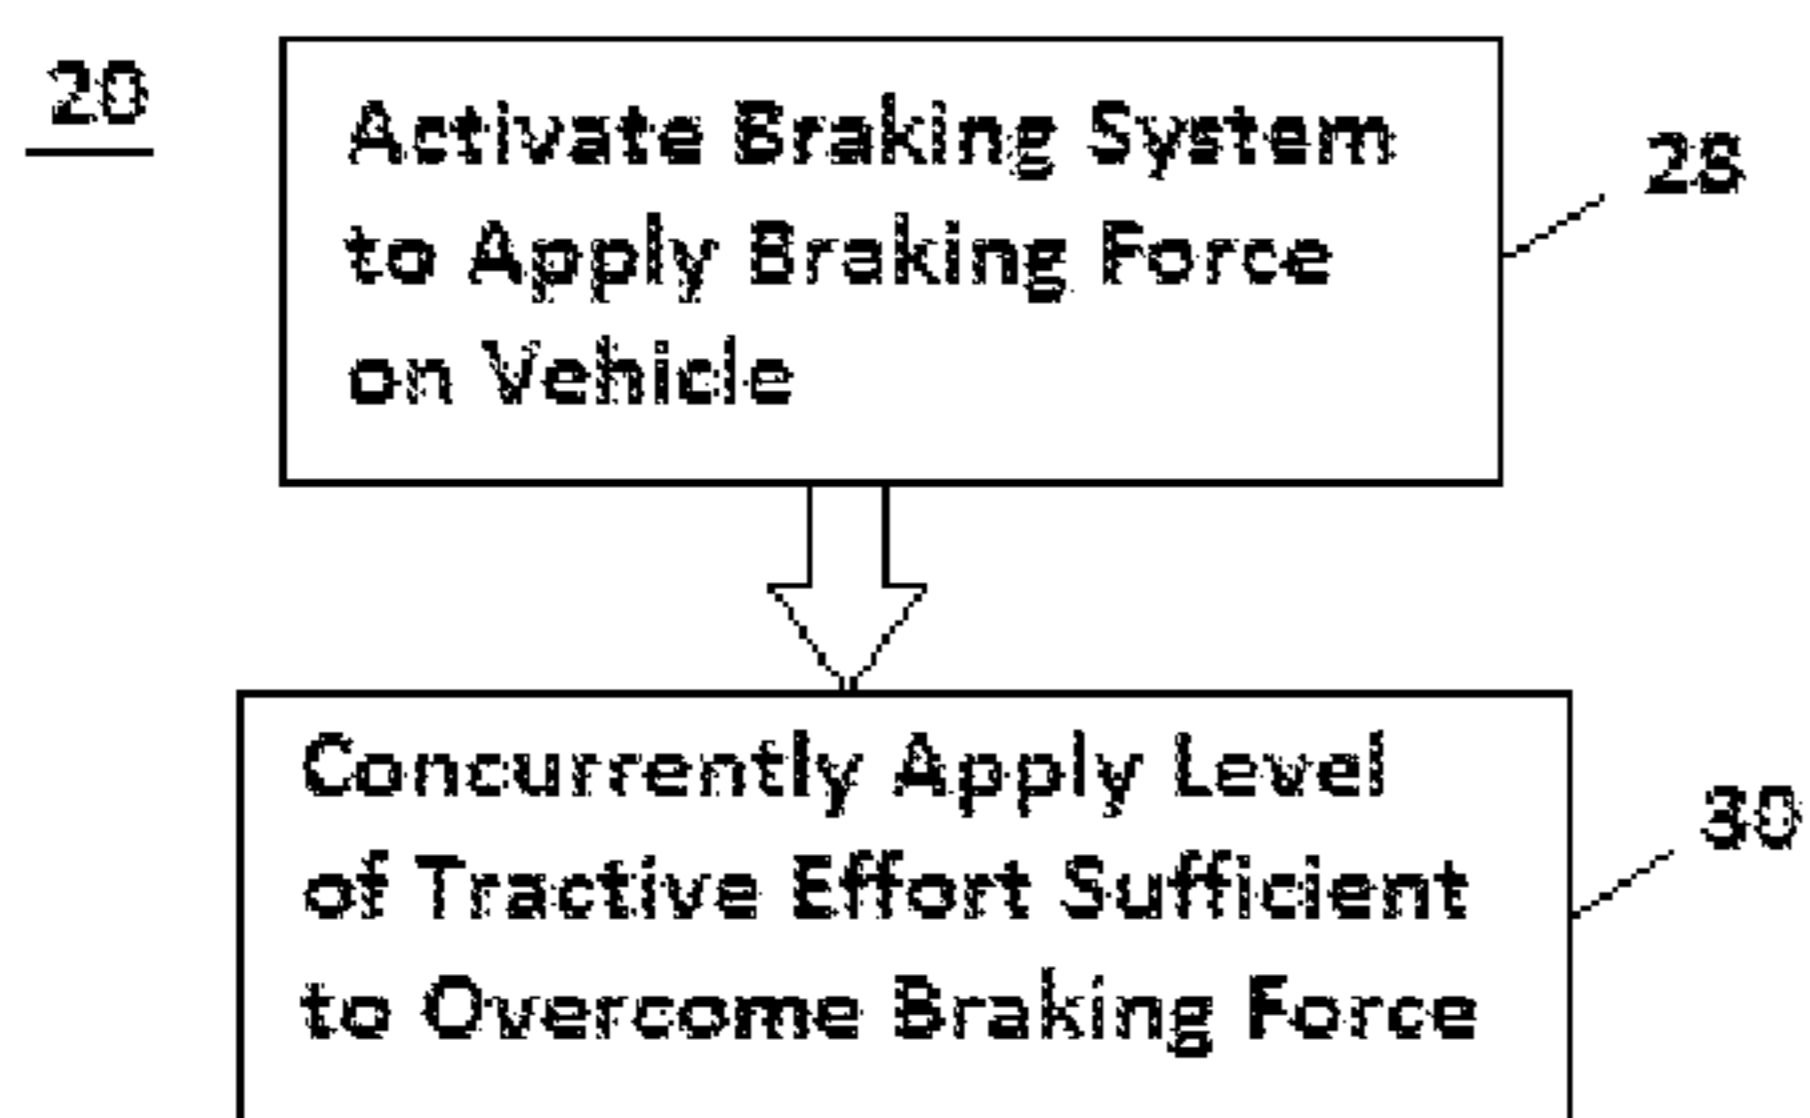 20
Activate Braking System
to Apply Braking Force
on Vehicle
25
Concurrently Apply Level
of Tractive Effort Sufficient
to Overcome Braking Force
30